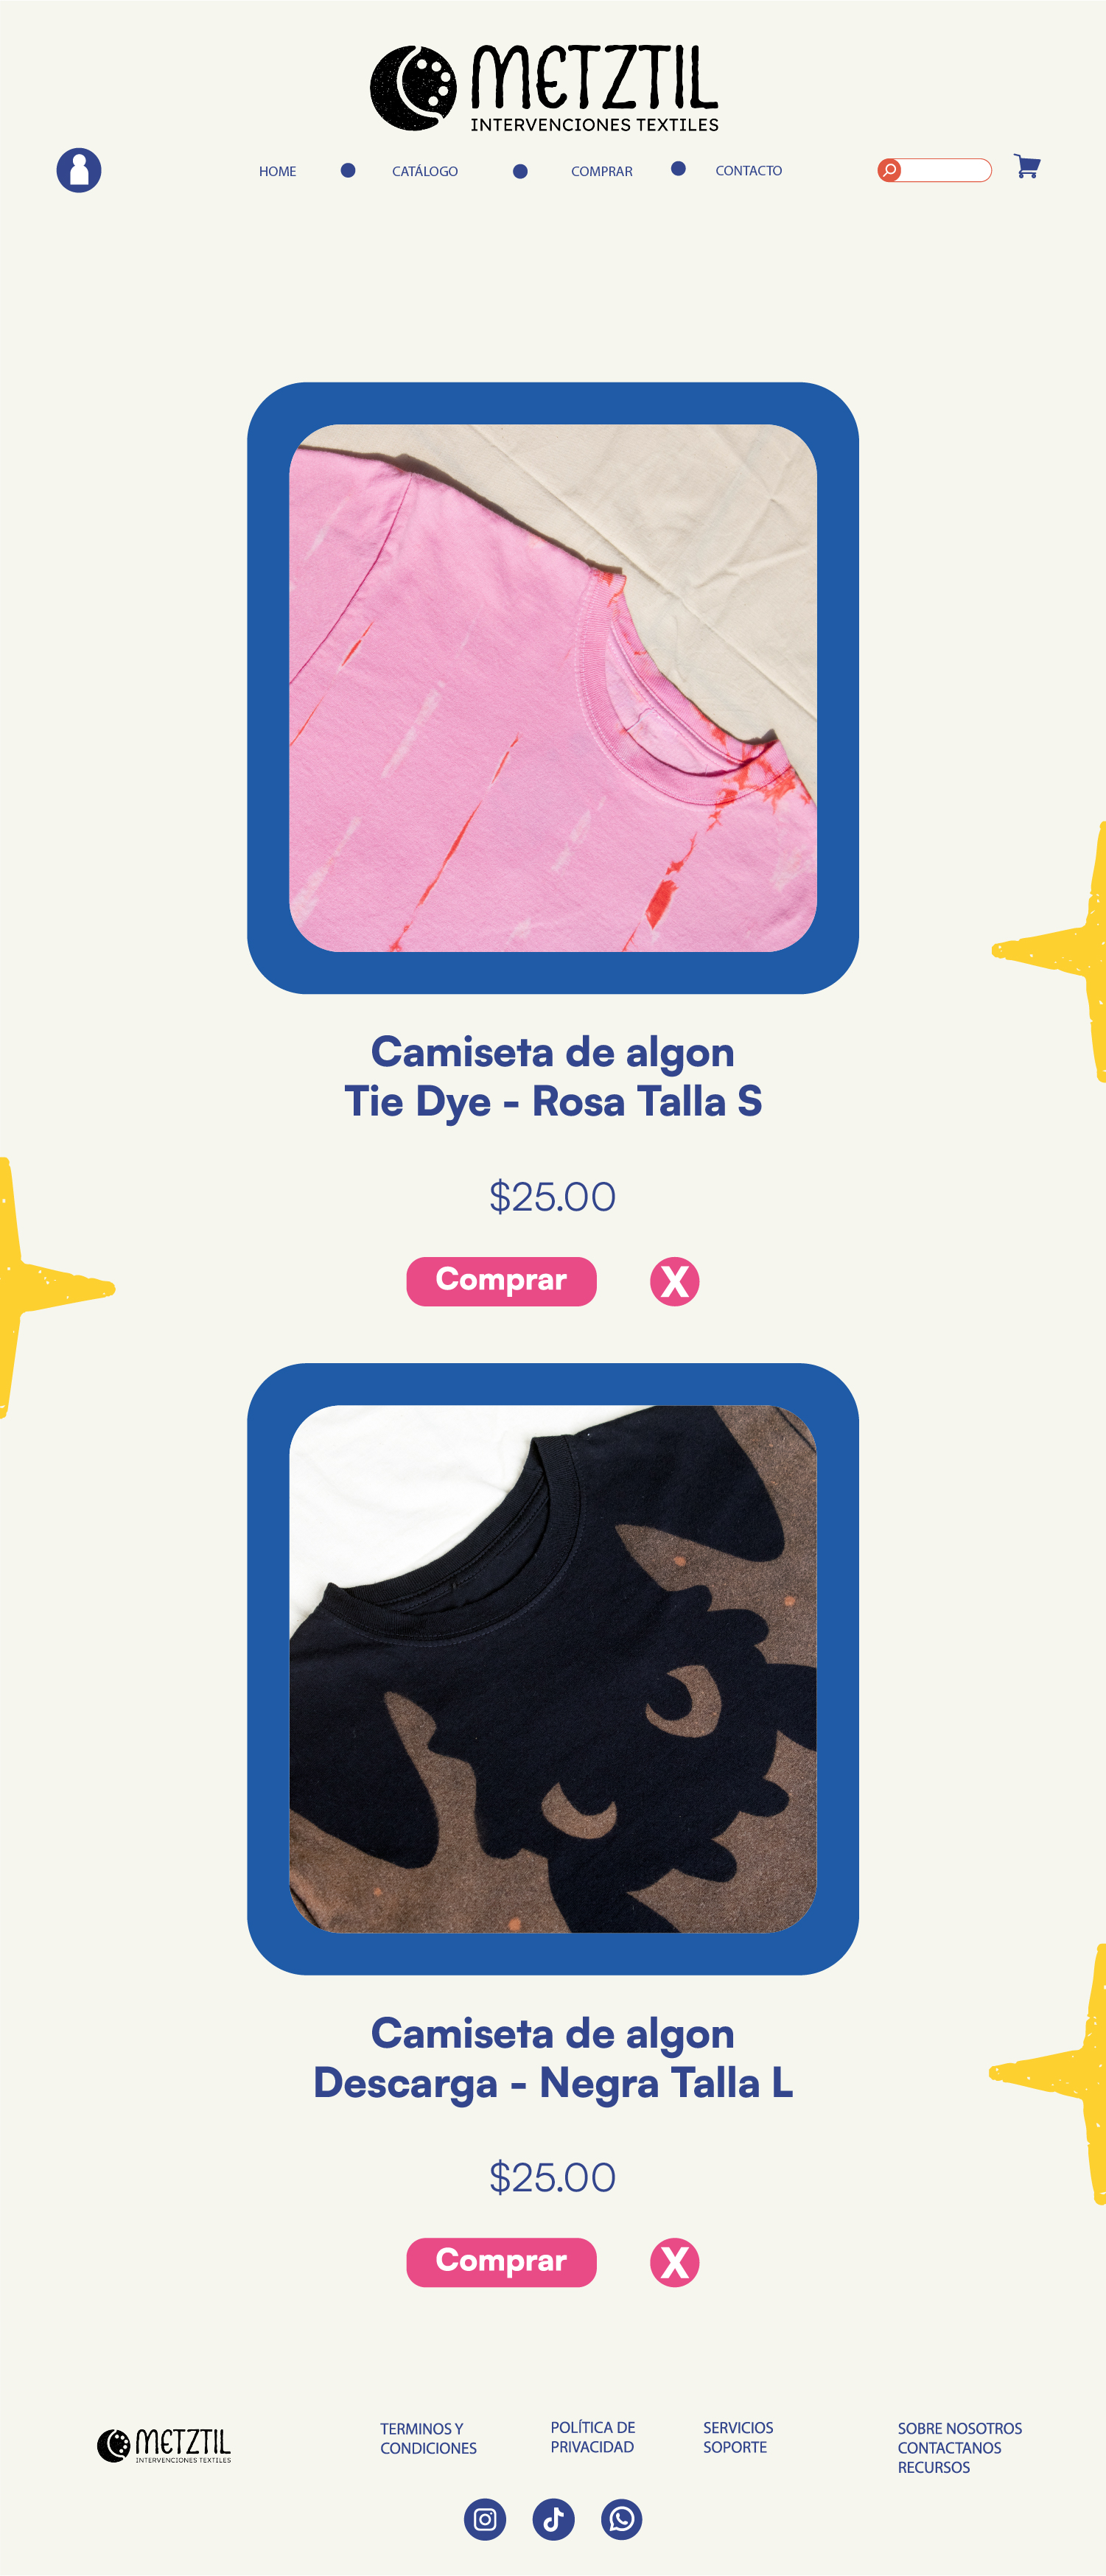 METZTIL
INTERVENCIONES TEXTILES
HOME
CATÁLOGO
COMPRAR
CONTACTO
Camiseta de algon
Tie Dye - Rosa Talla S
$25.00
Comprar
X
Camiseta de algon
Descarga - Negra Talla L
$25.00
Comprar
X
METZTIL
INTERVENCIONES TEXTILES
TERMINOS Y
CONDICIONES
POLÍTICA DE
PRIVACIDAD
SERVICIOS
SOPORTE
SOBRE NOSOTROS
CONTACTANOS
RECURSOS